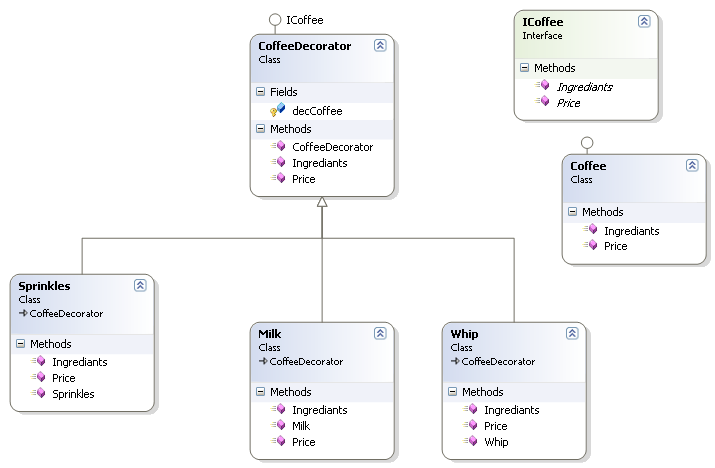 ICoffee
CoffeeDecorator
Class
Fields
decCoffee
Methods
CoffeeDecorator
Ingrediants
Price
ICoffee
Interface
Methods
Ingrediants
Price
Coffee
Class
Methods
Ingrediants
Price
Sprinkles
Class
CoffeeDecorator
Methods
Ingrediants
Price
Sprinkles
Milk
Class
CoffeeDecorator
Methods
Ingrediants
Milk
Price
Whip
Class
CoffeeDecorator
Methods
Ingrediants
Price
Whip